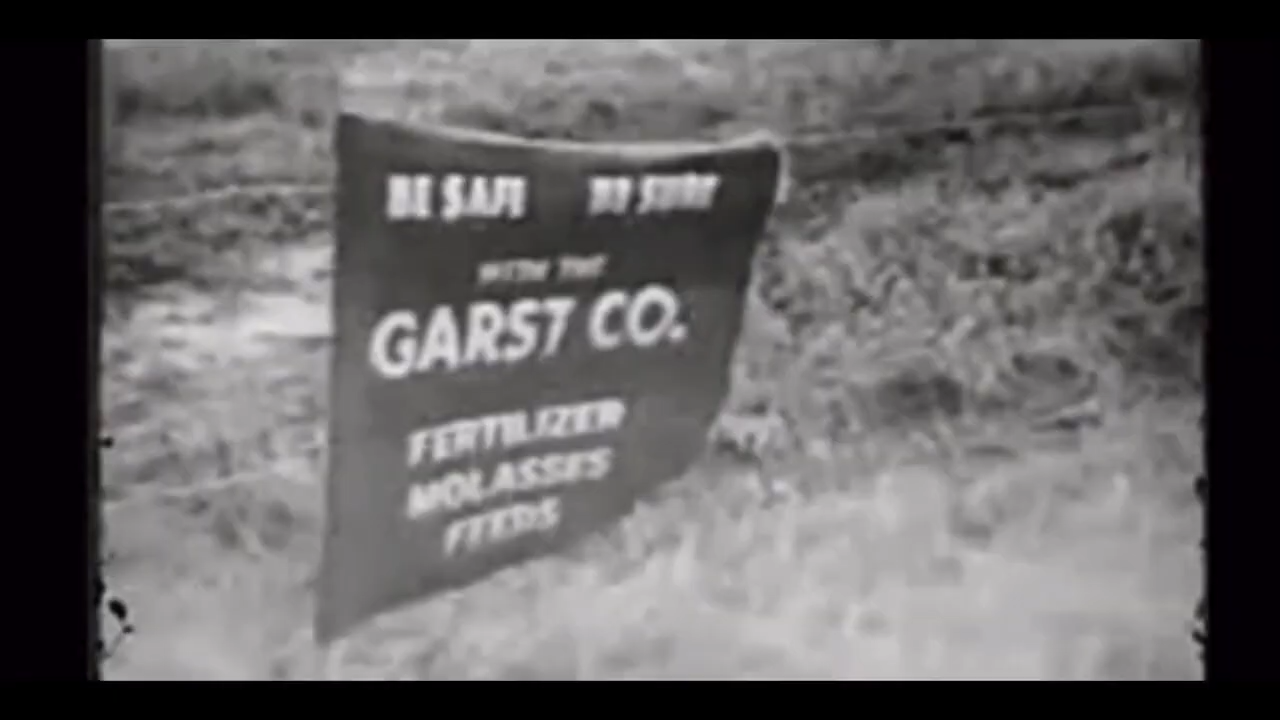 BE SAFE BE SURE
WITH THE
GARST CO.
FERTILIZER
MOLASSES
FEEDS